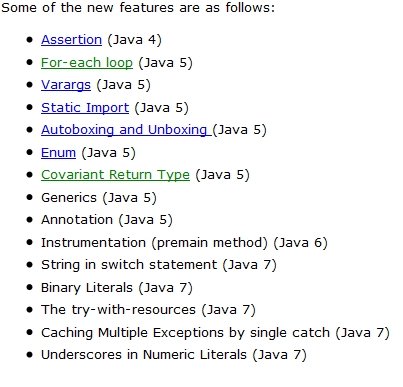 Some of the new features are as follows:
Assertion (Java 4)
For-each loop (Java 5)
Varargs (Java 5)
Static Import (Java 5)
Autoboxing and Unboxing (Java 5)
Enum (Java 5)
Covariant Return Type (Java 5)
Generics (Java 5)
Annotation (Java 5)
Instrumentation (premain method) (Java 6)
String in switch statement (Java 7)
Binary Literals (Java 7)
The try-with-resources (Java 7)
Caching Multiple Exceptions by single catch (Java 7)
Underscores in Numeric Literals (Java 7)